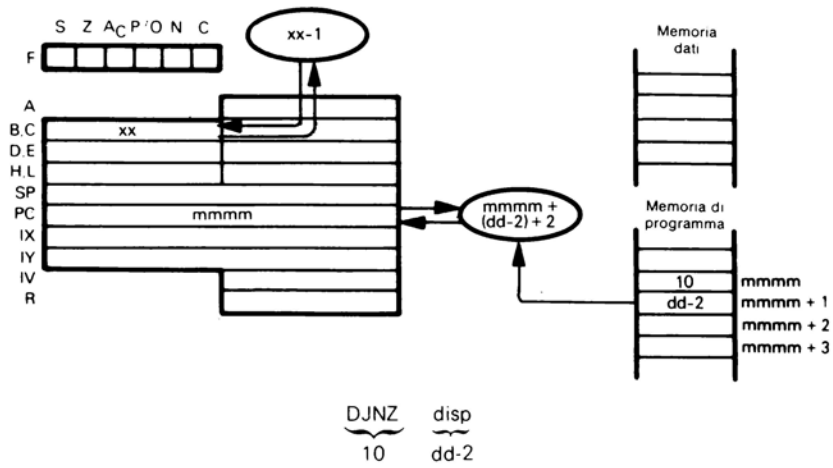 S Z AC P/O N C
F
xx-1
A
B,C xx
D,E
H,L
SP
PC mmmm
IX
IY
IV
R
mmmm +
(dd-2) + 2
Memoria
dati
Memoria di
programma
10 mmmm
dd-2 mmmm + 1
mmmm + 2
mmmm + 3
DJNZ disp
10 dd-2